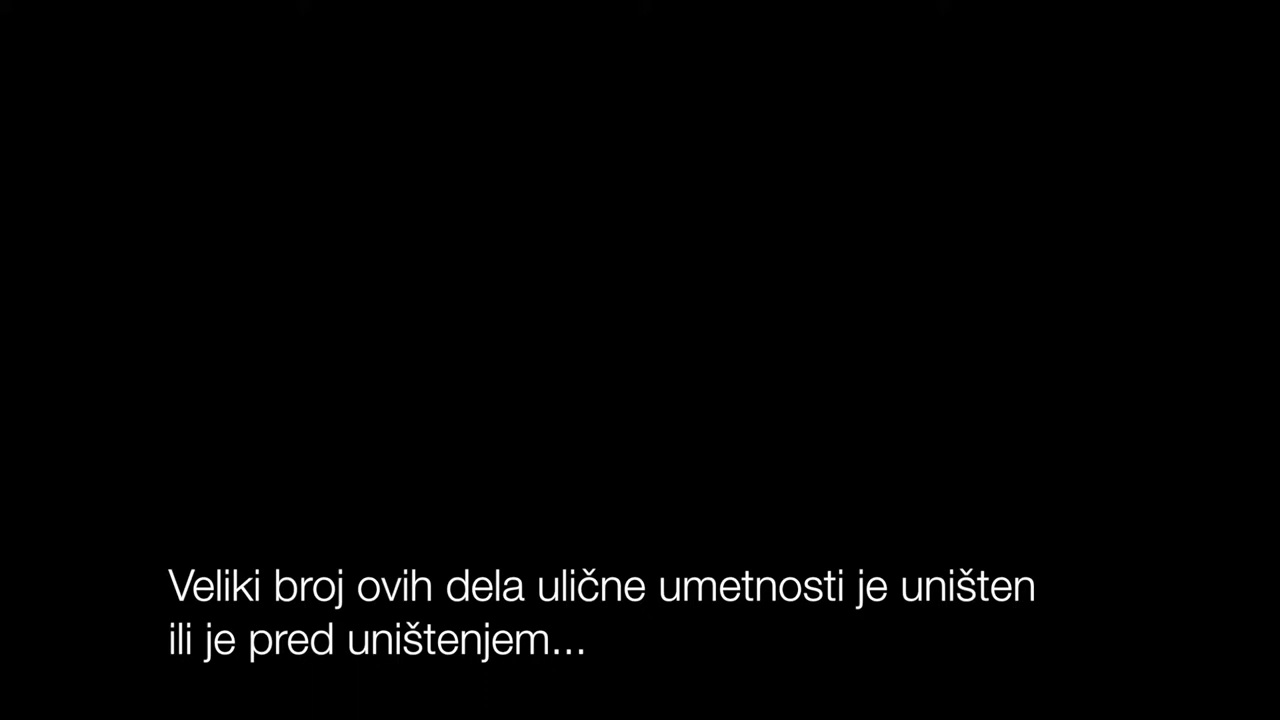 Veliki broj ovih dela ulične umetnosti je uništen
ili je pred uništenjem...